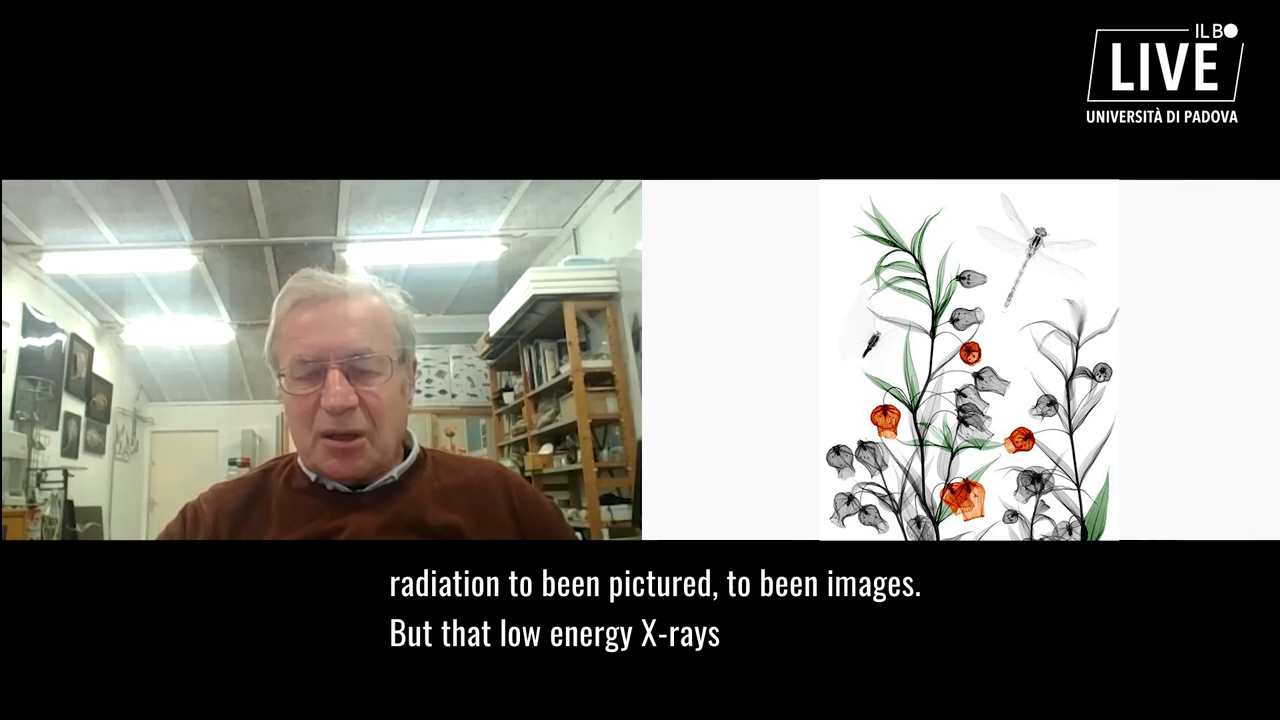 IL BO
LIVE
UNIVERSITÀ DI PADOVA
radiation to been pictured, to been images.
But that low energy X-rays